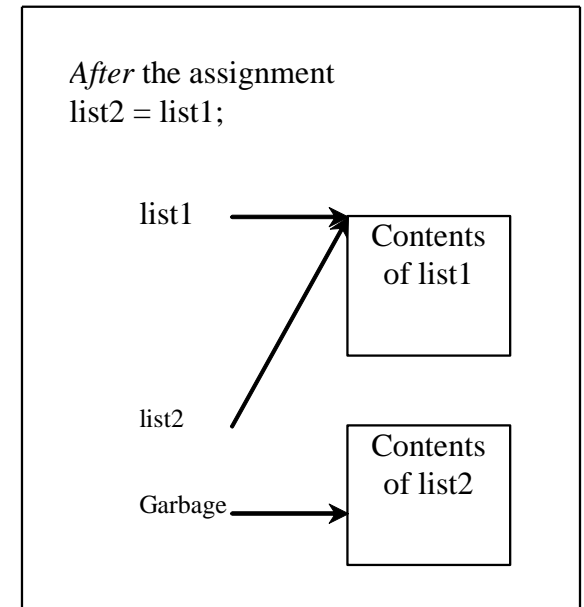 After the assignment
list2 = list1;
list1
Contents
of list1
list2
Contents
of list2
Garbage